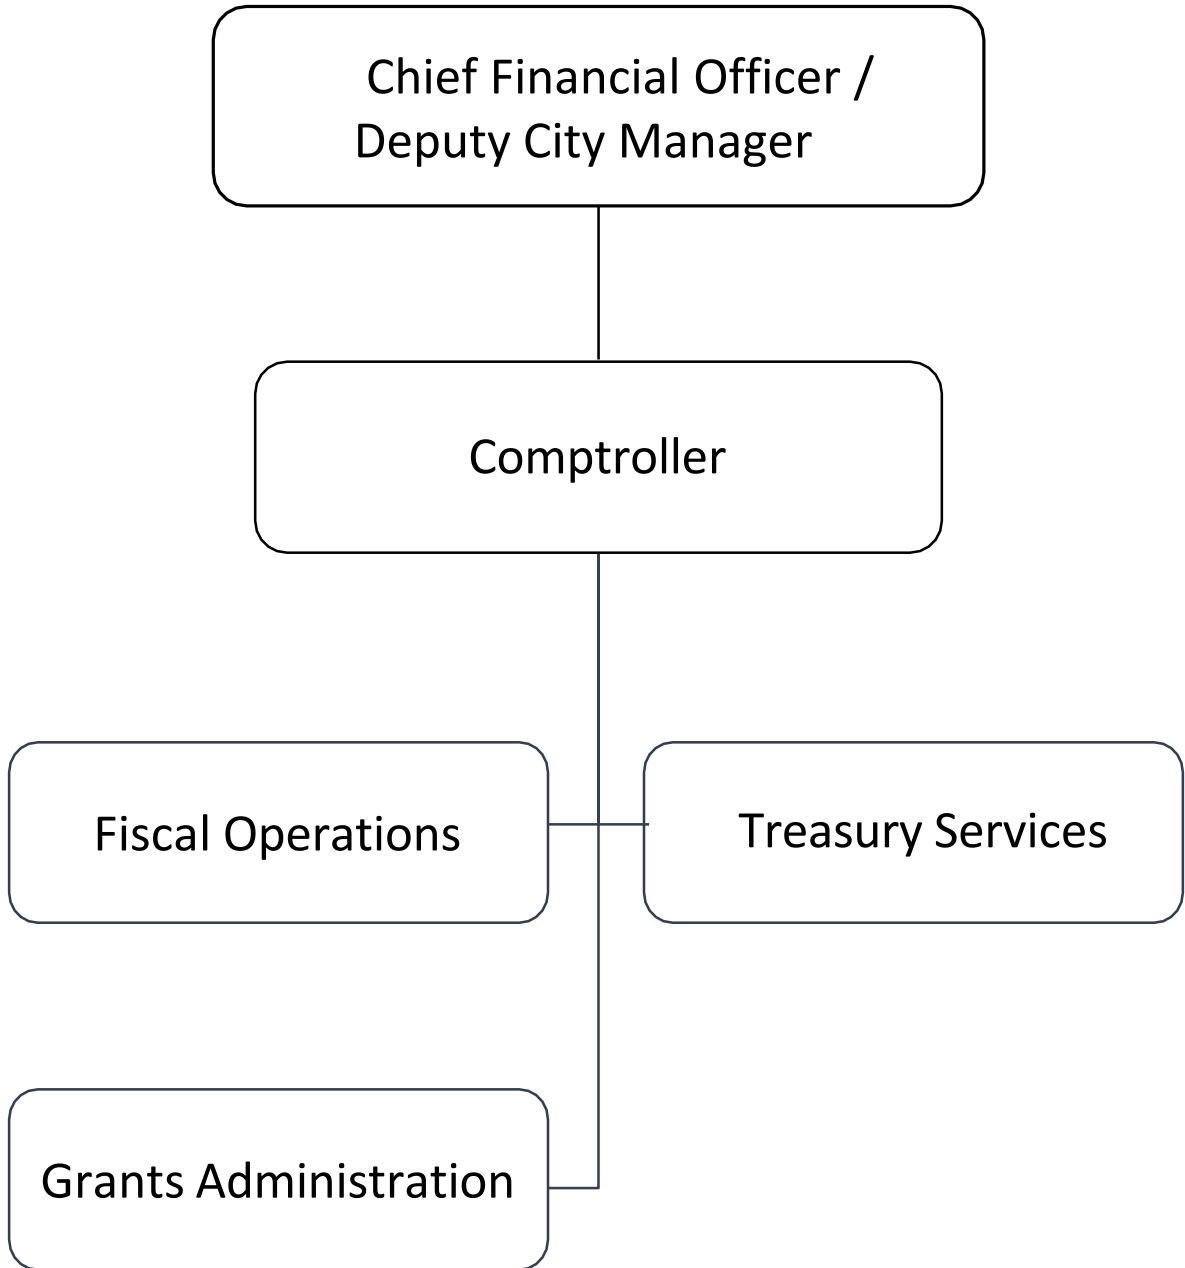 Chief Financial Officer /
Deputy City Manager
Comptroller
Fiscal Operations
Treasury Services
Grants Administration